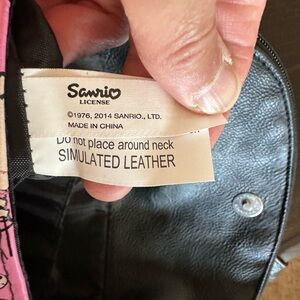 Sanrio
LICENSE
©1976, 2014 SANRIO., LTD.
MADE IN CHINA
Do not place around neck
SIMULATED LEATHER